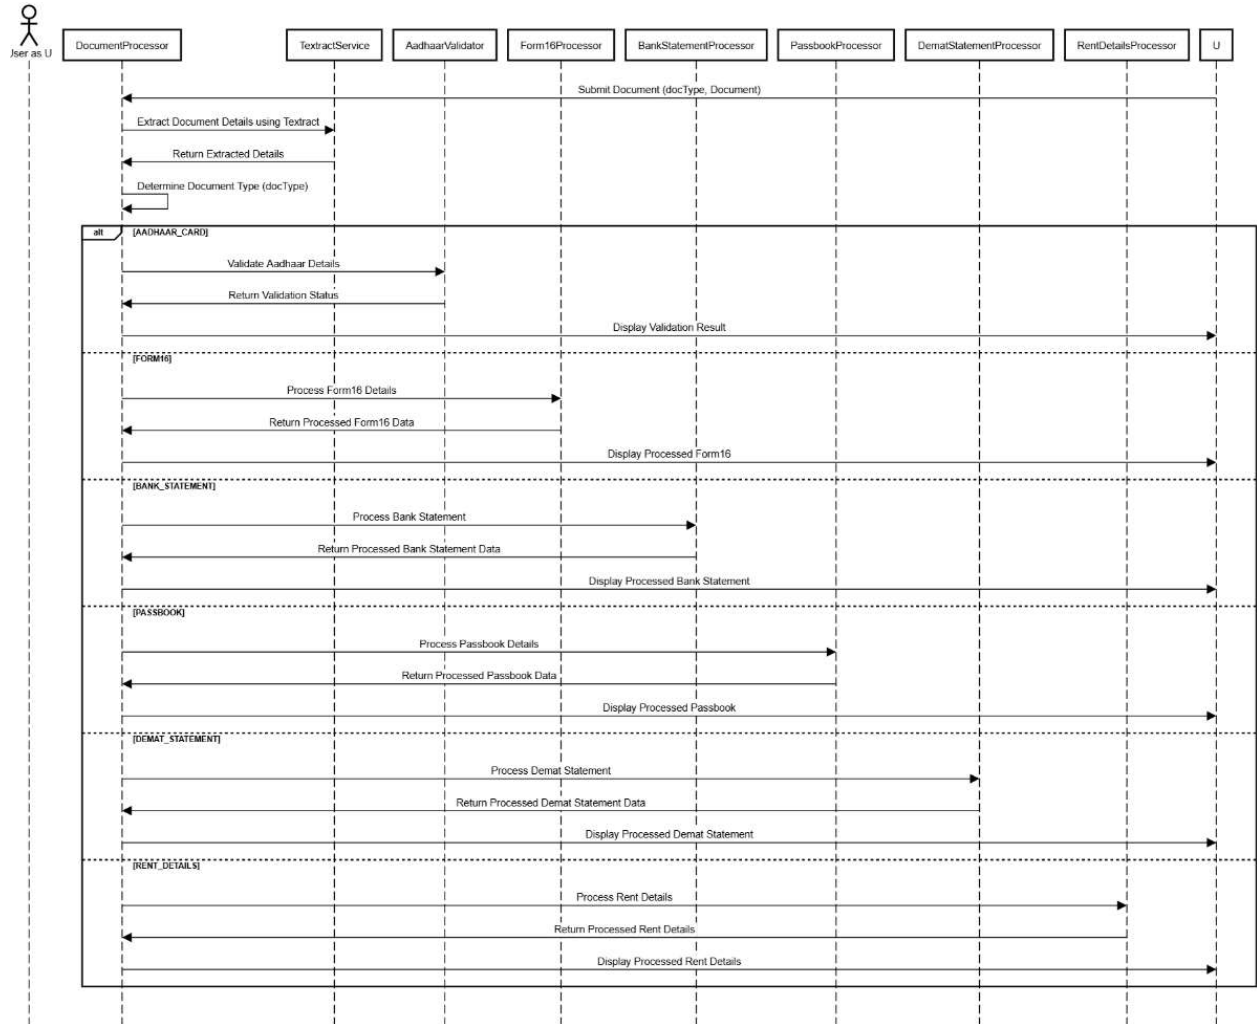 User as U
DocumentProcessor
TextractService
AadhaarValidator
Form16Processor
BankStatementProcessor
PassbookProcessor
DematStatementProcessor
RentDetailsProcessor
U
Submit Document (docType, Document)
Extract Document Details using Textract
Return Extracted Details
Determine Document Type (docType)
alt
[AADHAAR_CARD]
Validate Aadhaar Details
Return Validation Status
Display Validation Result
[FORM16]
Process Form16 Details
Return Processed Form16 Data
Display Processed Form16
[BANK_STATEMENT]
Process Bank Statement
Return Processed Bank Statement Data
Display Processed Bank Statement
[PASSBOOK]
Process Passbook Details
Return Processed Passbook Data
Display Processed Passbook
[DEMAT_STATEMENT]
Process Demat Statement
Return Processed Demat Statement Data
Display Processed Demat Statement
[RENT_DETAILS]
Process Rent Details
Return Processed Rent Details
Display Processed Rent Details